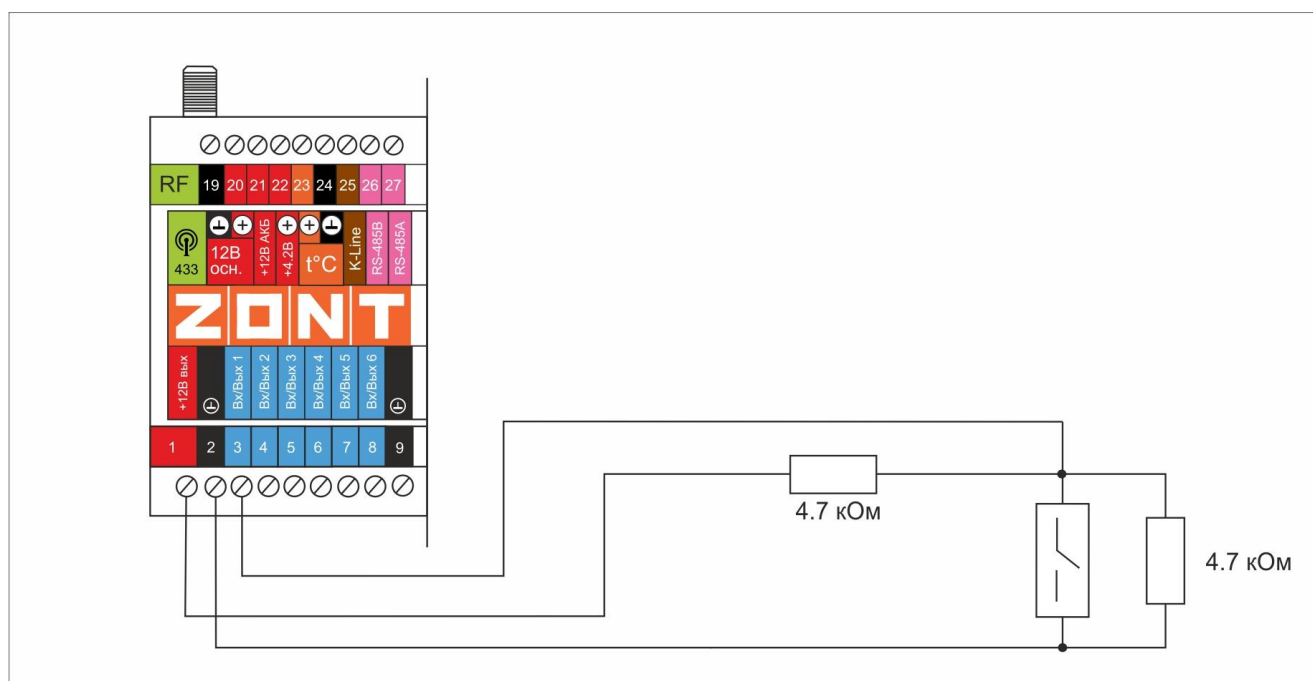 RF 19 20 21 22 23 24 25 26 27
433 12В осн. +12В АКБ +4.2В t°C K-Line RS-485B RS-485A
ZONT
+12В вых Вх/Вых 1 Вх/Вых 2 Вх/Вых 3 Вх/Вых 4 Вх/Вых 5 Вх/Вых 6
1 2 3 4 5 6 7 8 9
4.7 кОм
4.7 кОм